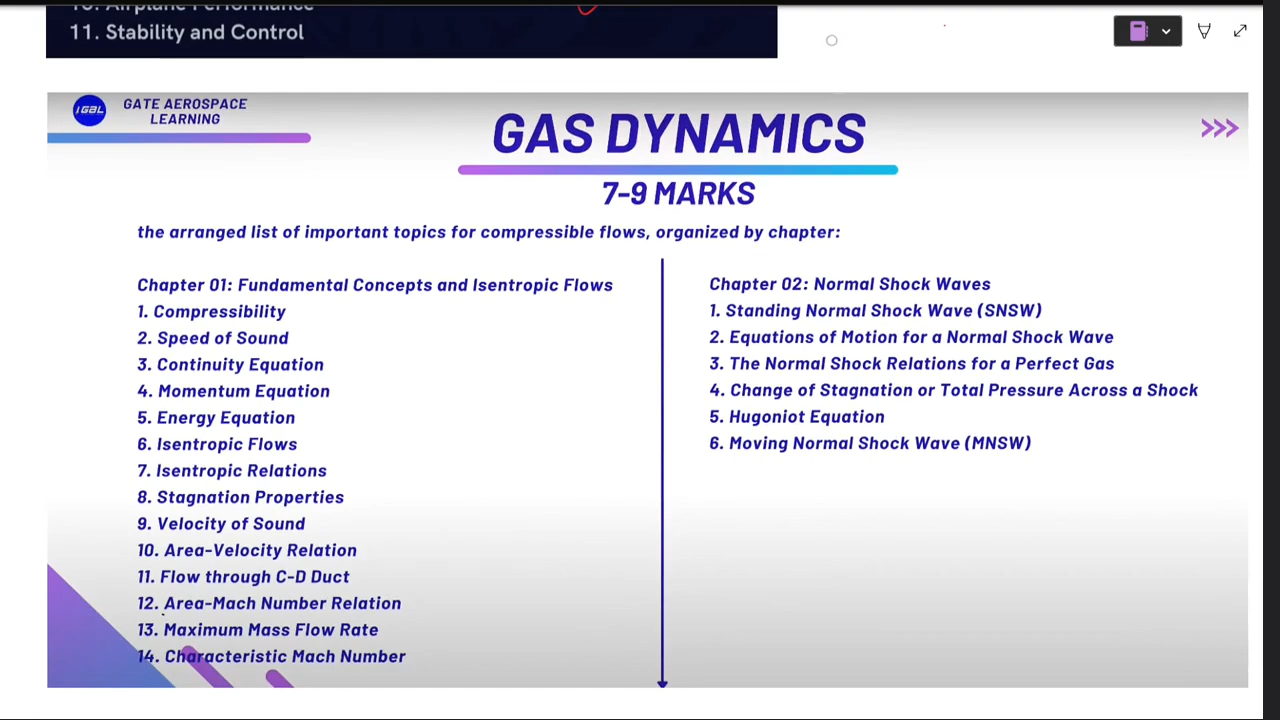 10. Airplane Performance
11. Stability and Control
IGAL
GATE AEROSPACE
LEARNING
GAS DYNAMICS
7-9 MARKS
the arranged list of important topics for compressible flows, organized by chapter:
Chapter 01: Fundamental Concepts and Isentropic Flows
1. Compressibility
2. Speed of Sound
3. Continuity Equation
4. Momentum Equation
5. Energy Equation
6. Isentropic Flows
7. Isentropic Relations
8. Stagnation Properties
9. Velocity of Sound
10. Area-Velocity Relation
11. Flow through C-D Duct
12. Area-Mach Number Relation
13. Maximum Mass Flow Rate
14. Characteristic Mach Number
Chapter 02: Normal Shock Waves
1. Standing Normal Shock Wave (SNSW)
2. Equations of Motion for a Normal Shock Wave
3. The Normal Shock Relations for a Perfect Gas
4. Change of Stagnation or Total Pressure Across a Shock
5. Hugoniot Equation
6. Moving Normal Shock Wave (MNSW)